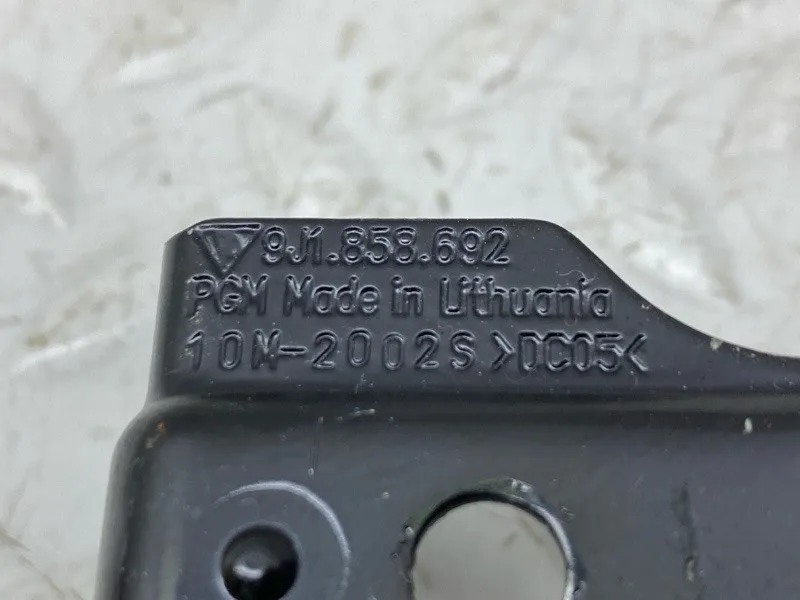 9J1.858.692
PGM Made in Lithuania
10M-2002S >DC05<